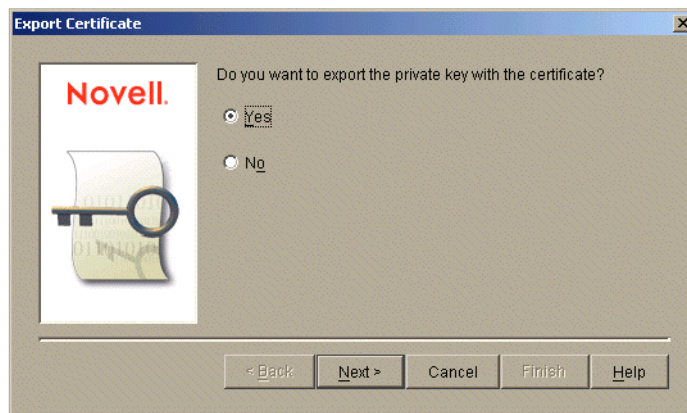 Export Certificate
Novell.
Do you want to export the private key with the certificate?
Yes
No
< Back
Next >
Cancel
Finish
Help